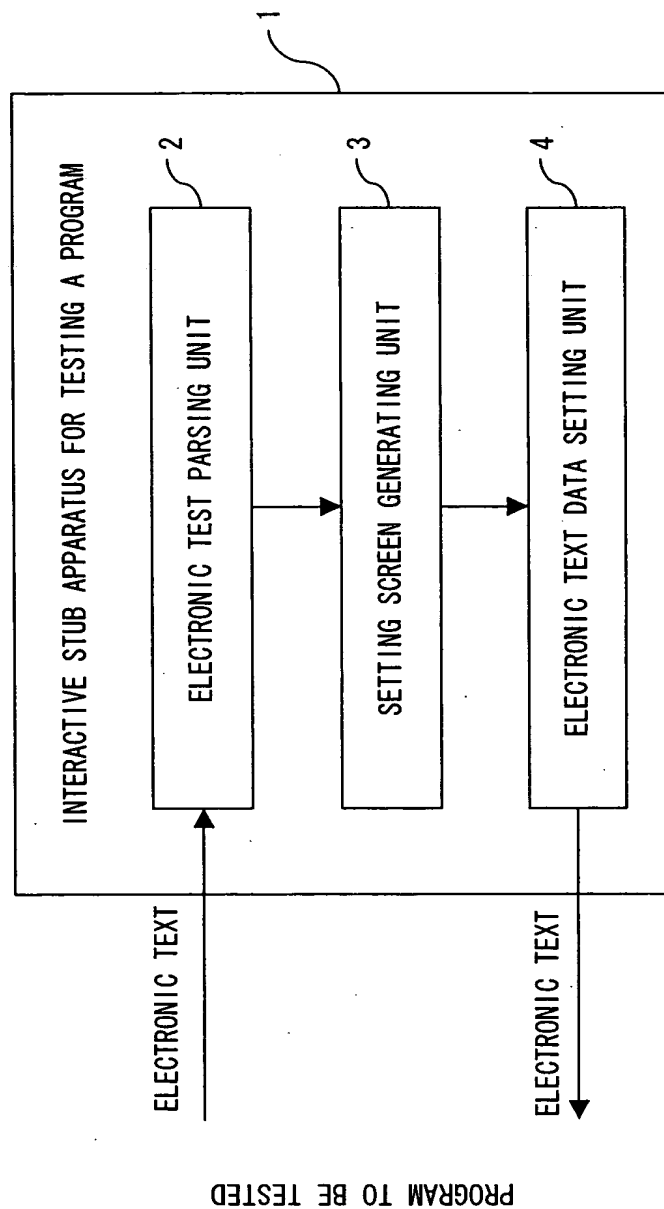 PROGRAM TO BE TESTED
ELECTRONIC TEXT
ELECTRONIC TEXT
INTERACTIVE STUB APPARATUS FOR TESTING A PROGRAM
1
ELECTRONIC TEST PARSING UNIT
2
SETTING SCREEN GENERATING UNIT
3
ELECTRONIC TEXT DATA SETTING UNIT
4